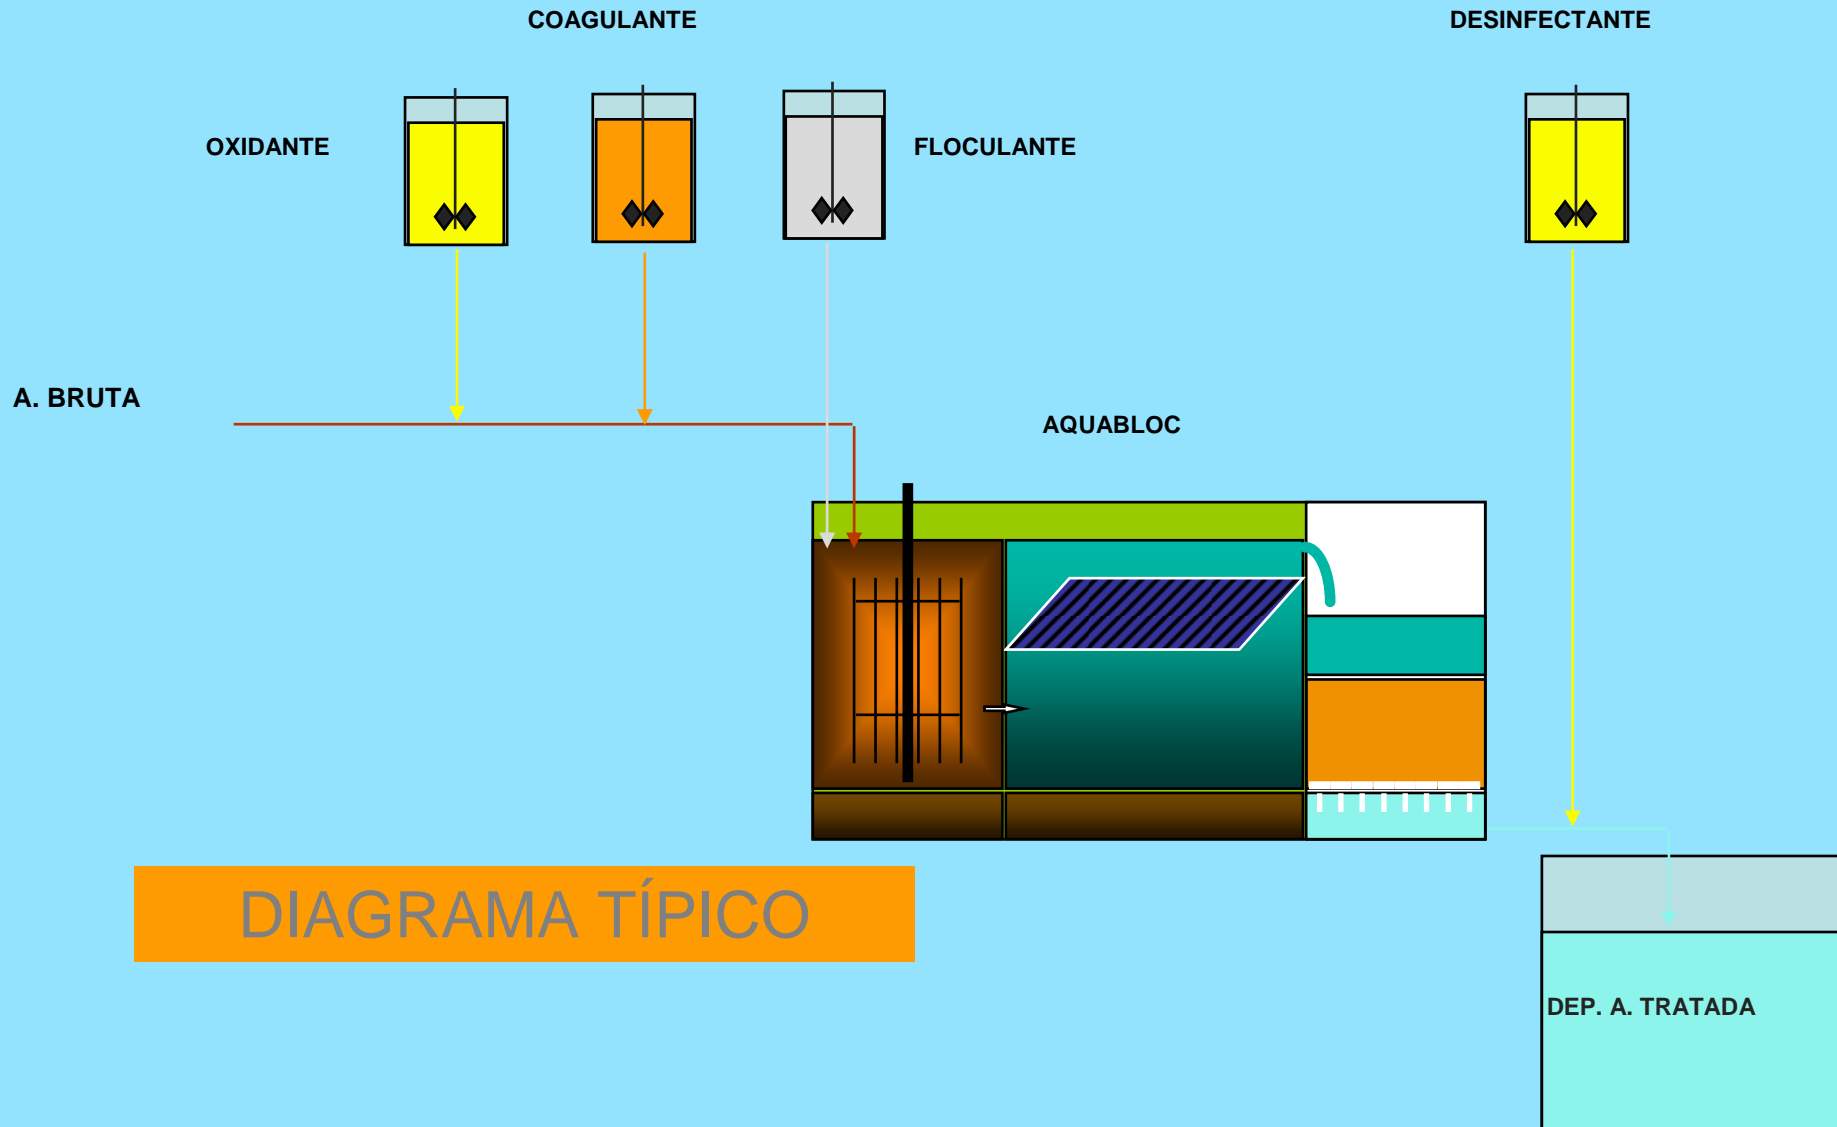 COAGULANTE
DESINFECTANTE
OXIDANTE
FLOCULANTE
A. BRUTA
AQUABLOC
DIAGRAMA TÍPICO
DEP. A. TRATADA